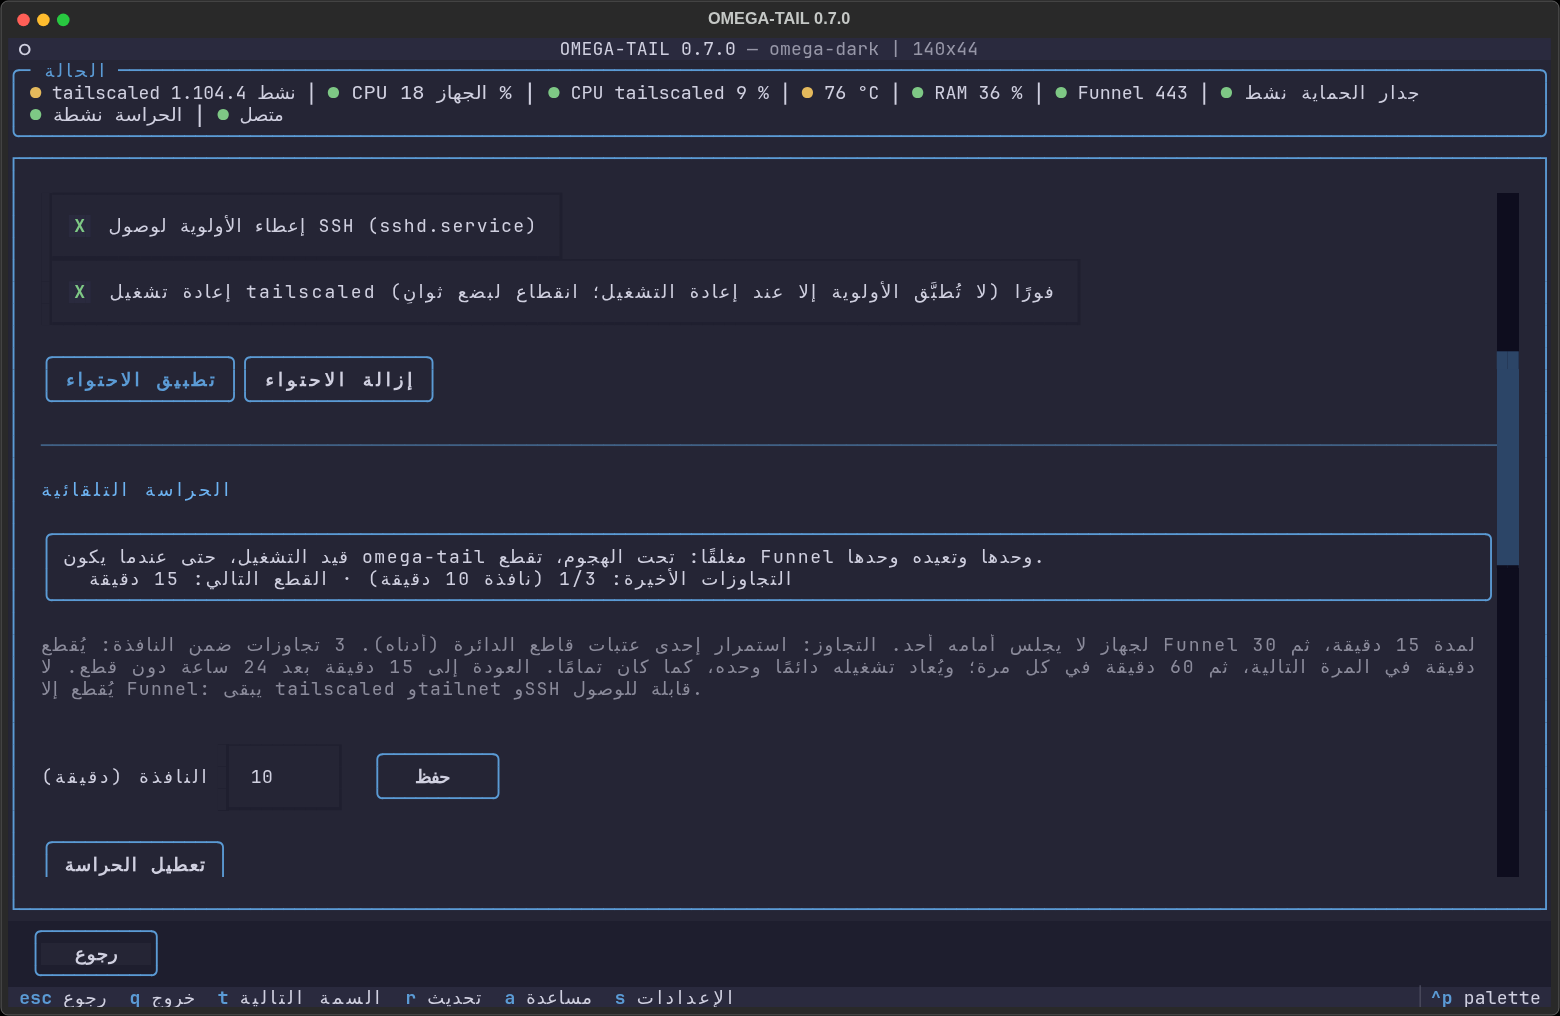 OMEGA-TAIL 0.7.0
OMEGA-TAIL 0.7.0 — omega-dark | 140x44
الحالة
● tailscaled 1.104.4 نشط │ ● CPU الجهاز 18 % │ ● CPU tailscaled 9 % │ ● 76 °C │ ● RAM 36 % │ ● Funnel 443 │ ● جدار الحماية نشط
● الحراسة نشطة │ ● متصل
X إعطاء الأولوية لوصول SSH (sshd.service)
X إعادة تشغيل tailscaled فورًا (لا تُطبَّق الأولوية إلا عند إعادة التشغيل؛ انقطاع لبضع ثوانٍ)
تطبيق الاحتواء إزالة الاحتواء
الحراسة التلقائية
قيد التشغيل، حتى عندما يكون omega-tail مغلقًا: تحت الهجوم، تقطع Funnel وحدها وتعيده وحدها.
التجاوزات الأخيرة: 1/3 (نافذة 10 دقيقة) · القطع التالي: 15 دقيقة
لمدة 15 دقيقة، ثم 30 Funnel لجهاز لا يجلس أمامه أحد. التجاوز: استمرار إحدى عتبات قاطع الدائرة (أدناه). 3 تجاوزات ضمن النافذة: يُقطع
دقيقة في المرة التالية، ثم 60 دقيقة في كل مرة؛ ويُعاد تشغيله دائمًا وحده، كما كان تمامًا. العودة إلى 15 دقيقة بعد 24 ساعة دون قطع. لا
يُقطع إلا Funnel: يبقى tailscaled وtailnet وSSH قابلة للوصول.
النافذة (دقيقة) 10 حفظ
تعطيل الحراسة
رجوع
esc رجوع q خروج t السمة التالية r تحديث a مساعدة s الإعدادات ^p palette